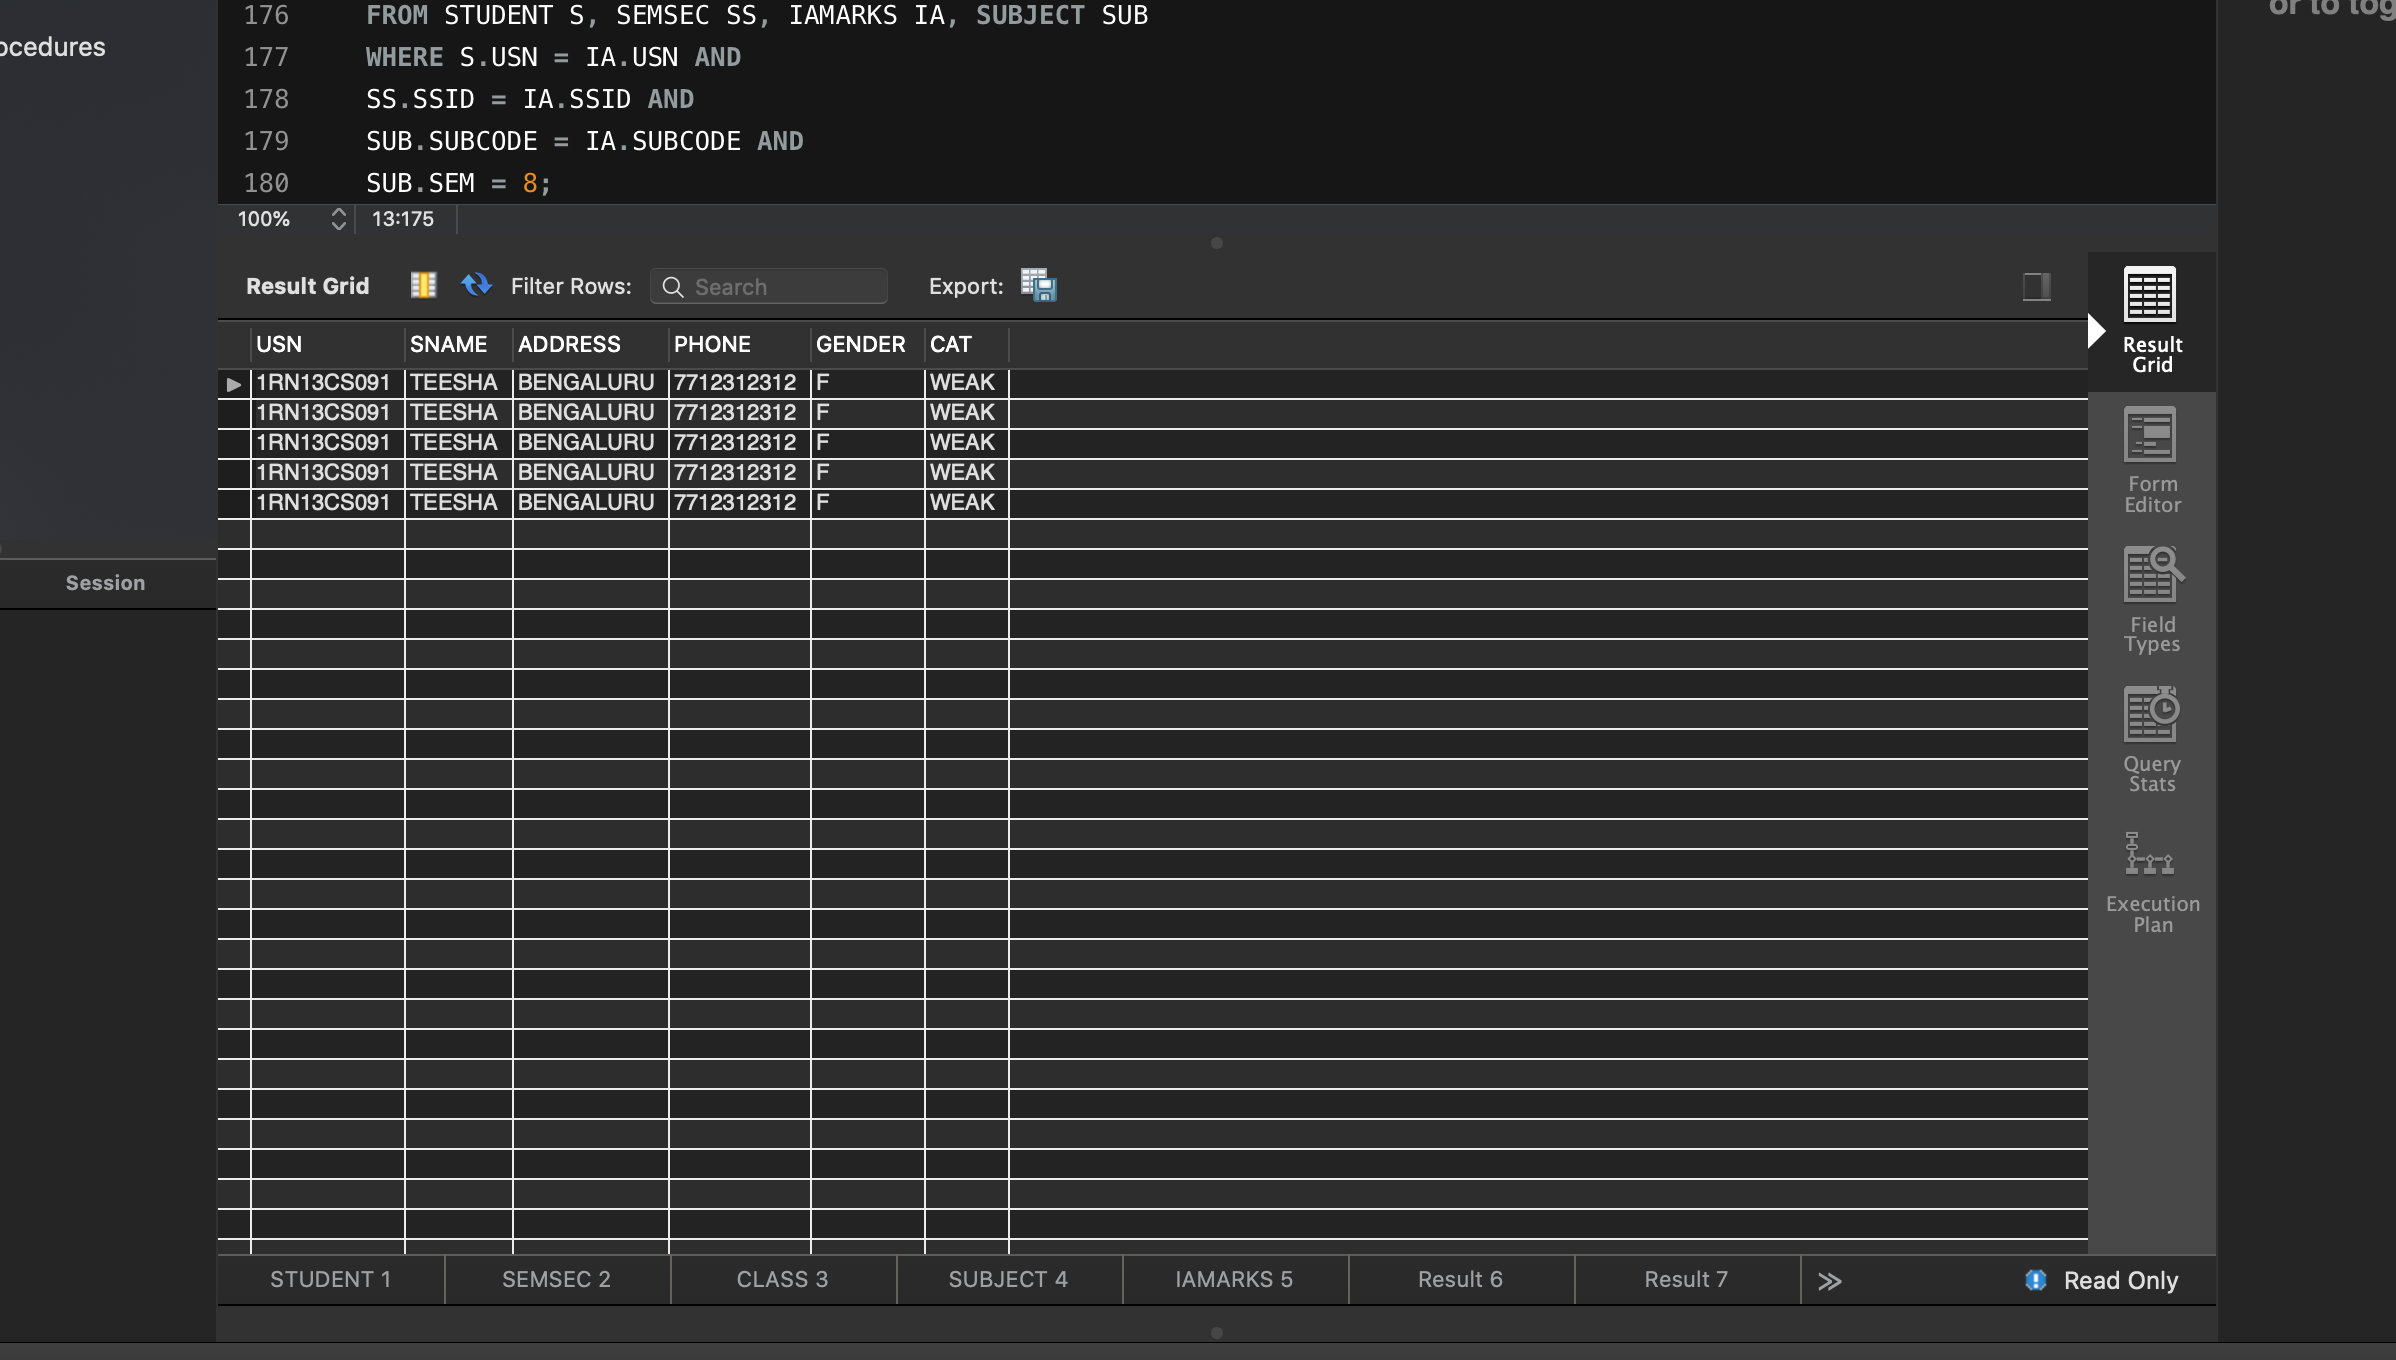 ocedures
or to tog
176 FROM STUDENT S, SEMSEC SS, IAMARKS IA, SUBJECT SUB
177 WHERE S.USN = IA.USN AND
178 SS.SSID = IA.SSID AND
179 SUB.SUBCODE = IA.SUBCODE AND
180 SUB.SEM = 8;
100% 13:175
Result Grid Filter Rows: Search Export:
USN SNAME ADDRESS PHONE GENDER CAT
1RN13CS091 TEESHA BENGALURU 7712312312 F WEAK
1RN13CS091 TEESHA BENGALURU 7712312312 F WEAK
1RN13CS091 TEESHA BENGALURU 7712312312 F WEAK
1RN13CS091 TEESHA BENGALURU 7712312312 F WEAK
1RN13CS091 TEESHA BENGALURU 7712312312 F WEAK
Session
Result
Grid
Form
Editor
Field
Types
Query
Stats
Execution
Plan
STUDENT 1 SEMSEC 2 CLASS 3 SUBJECT 4 IAMARKS 5 Result 6 Result 7 Read Only